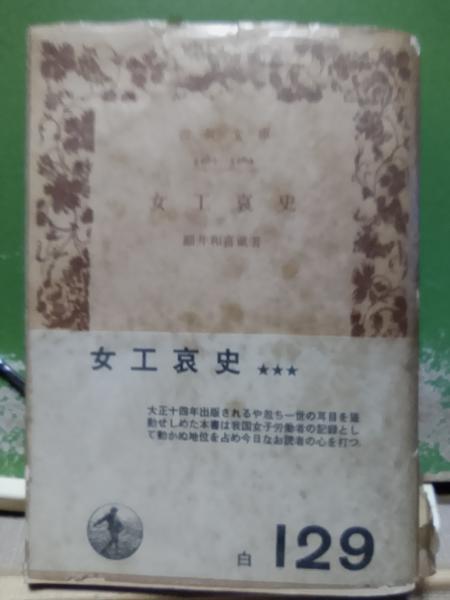 岩波文庫
女工哀史
細井和喜蔵著
女工哀史 ★★★
大正十四年出版されるや忽ち一世の耳目を聳
動せしめた本書は我国女子労働者の記録とし
て動かぬ地位を占め今日なお読者の心を打つ.
白 129